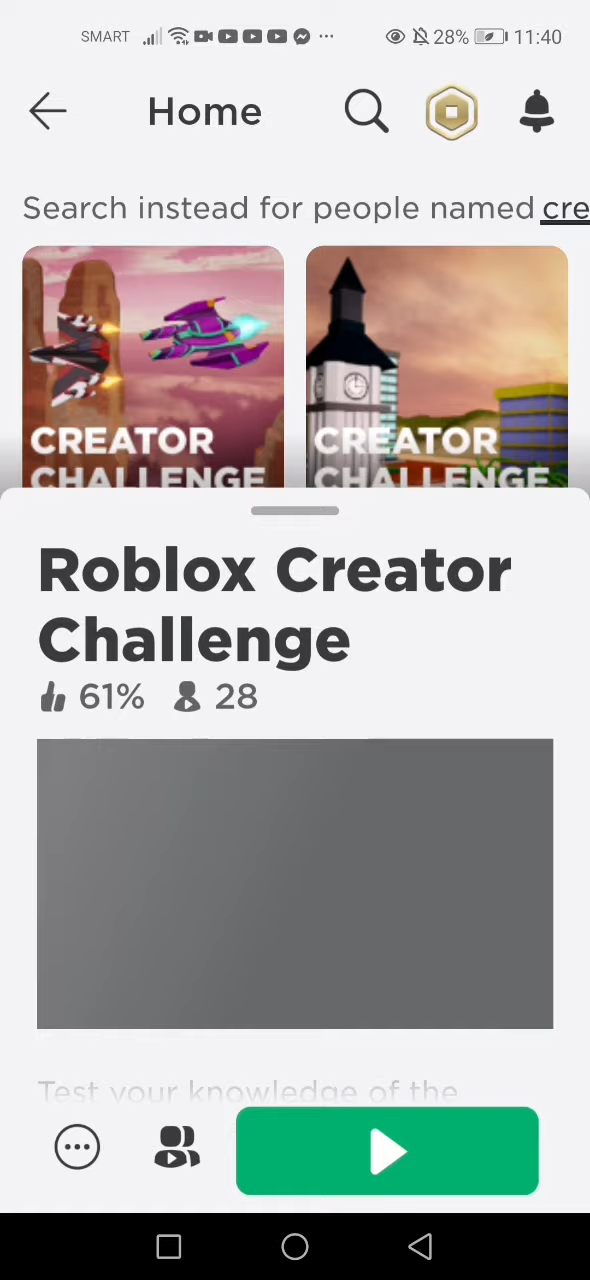 SMART 28% 11:40
Home
Search instead for people named cre
CREATOR CHALLENGE
CREATOR CHALLENGE
Roblox Creator
Challenge
61% 28
Test your knowledge of the